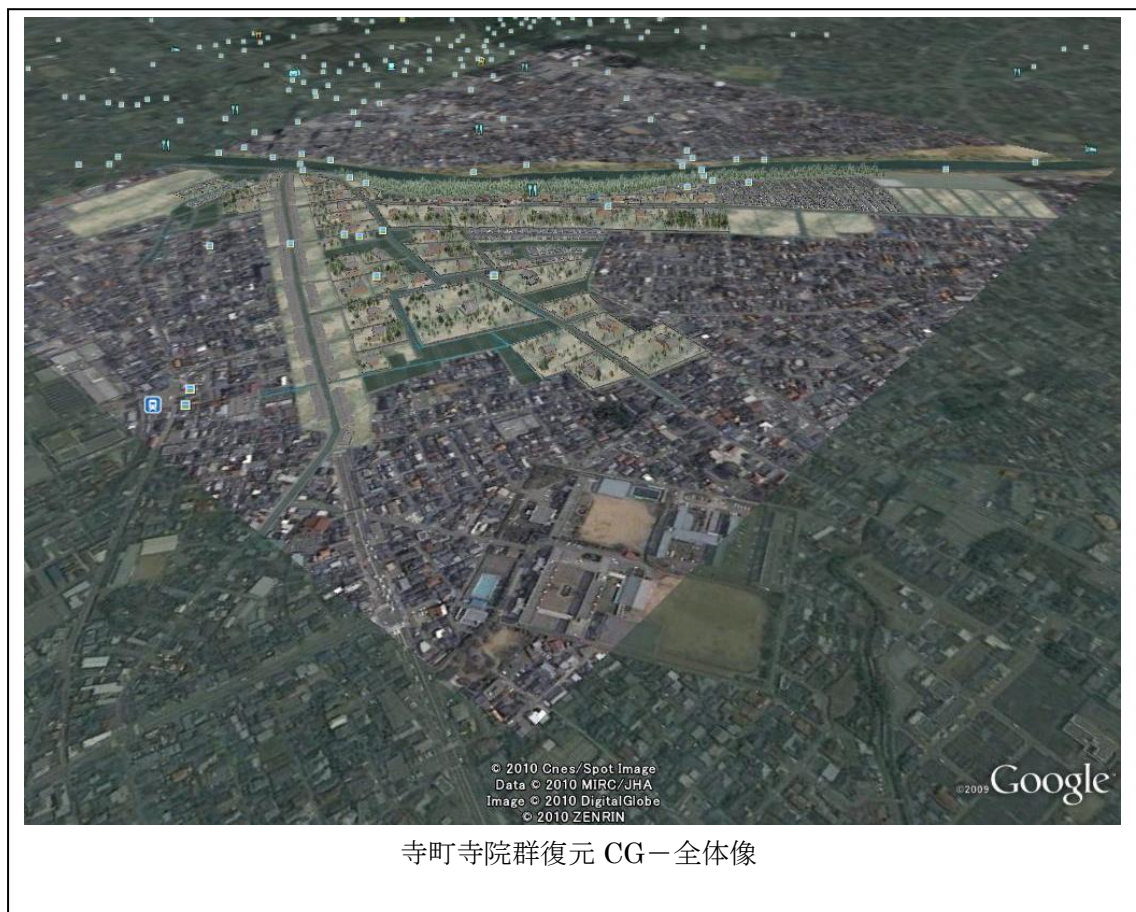 © 2010 Cnes/Spot Image
Data © 2010 MIRC/JHA
Image © 2010 DigitalGlobe
© 2010 ZENRIN
©2009 Google
寺町寺院群復元 CG－全体像